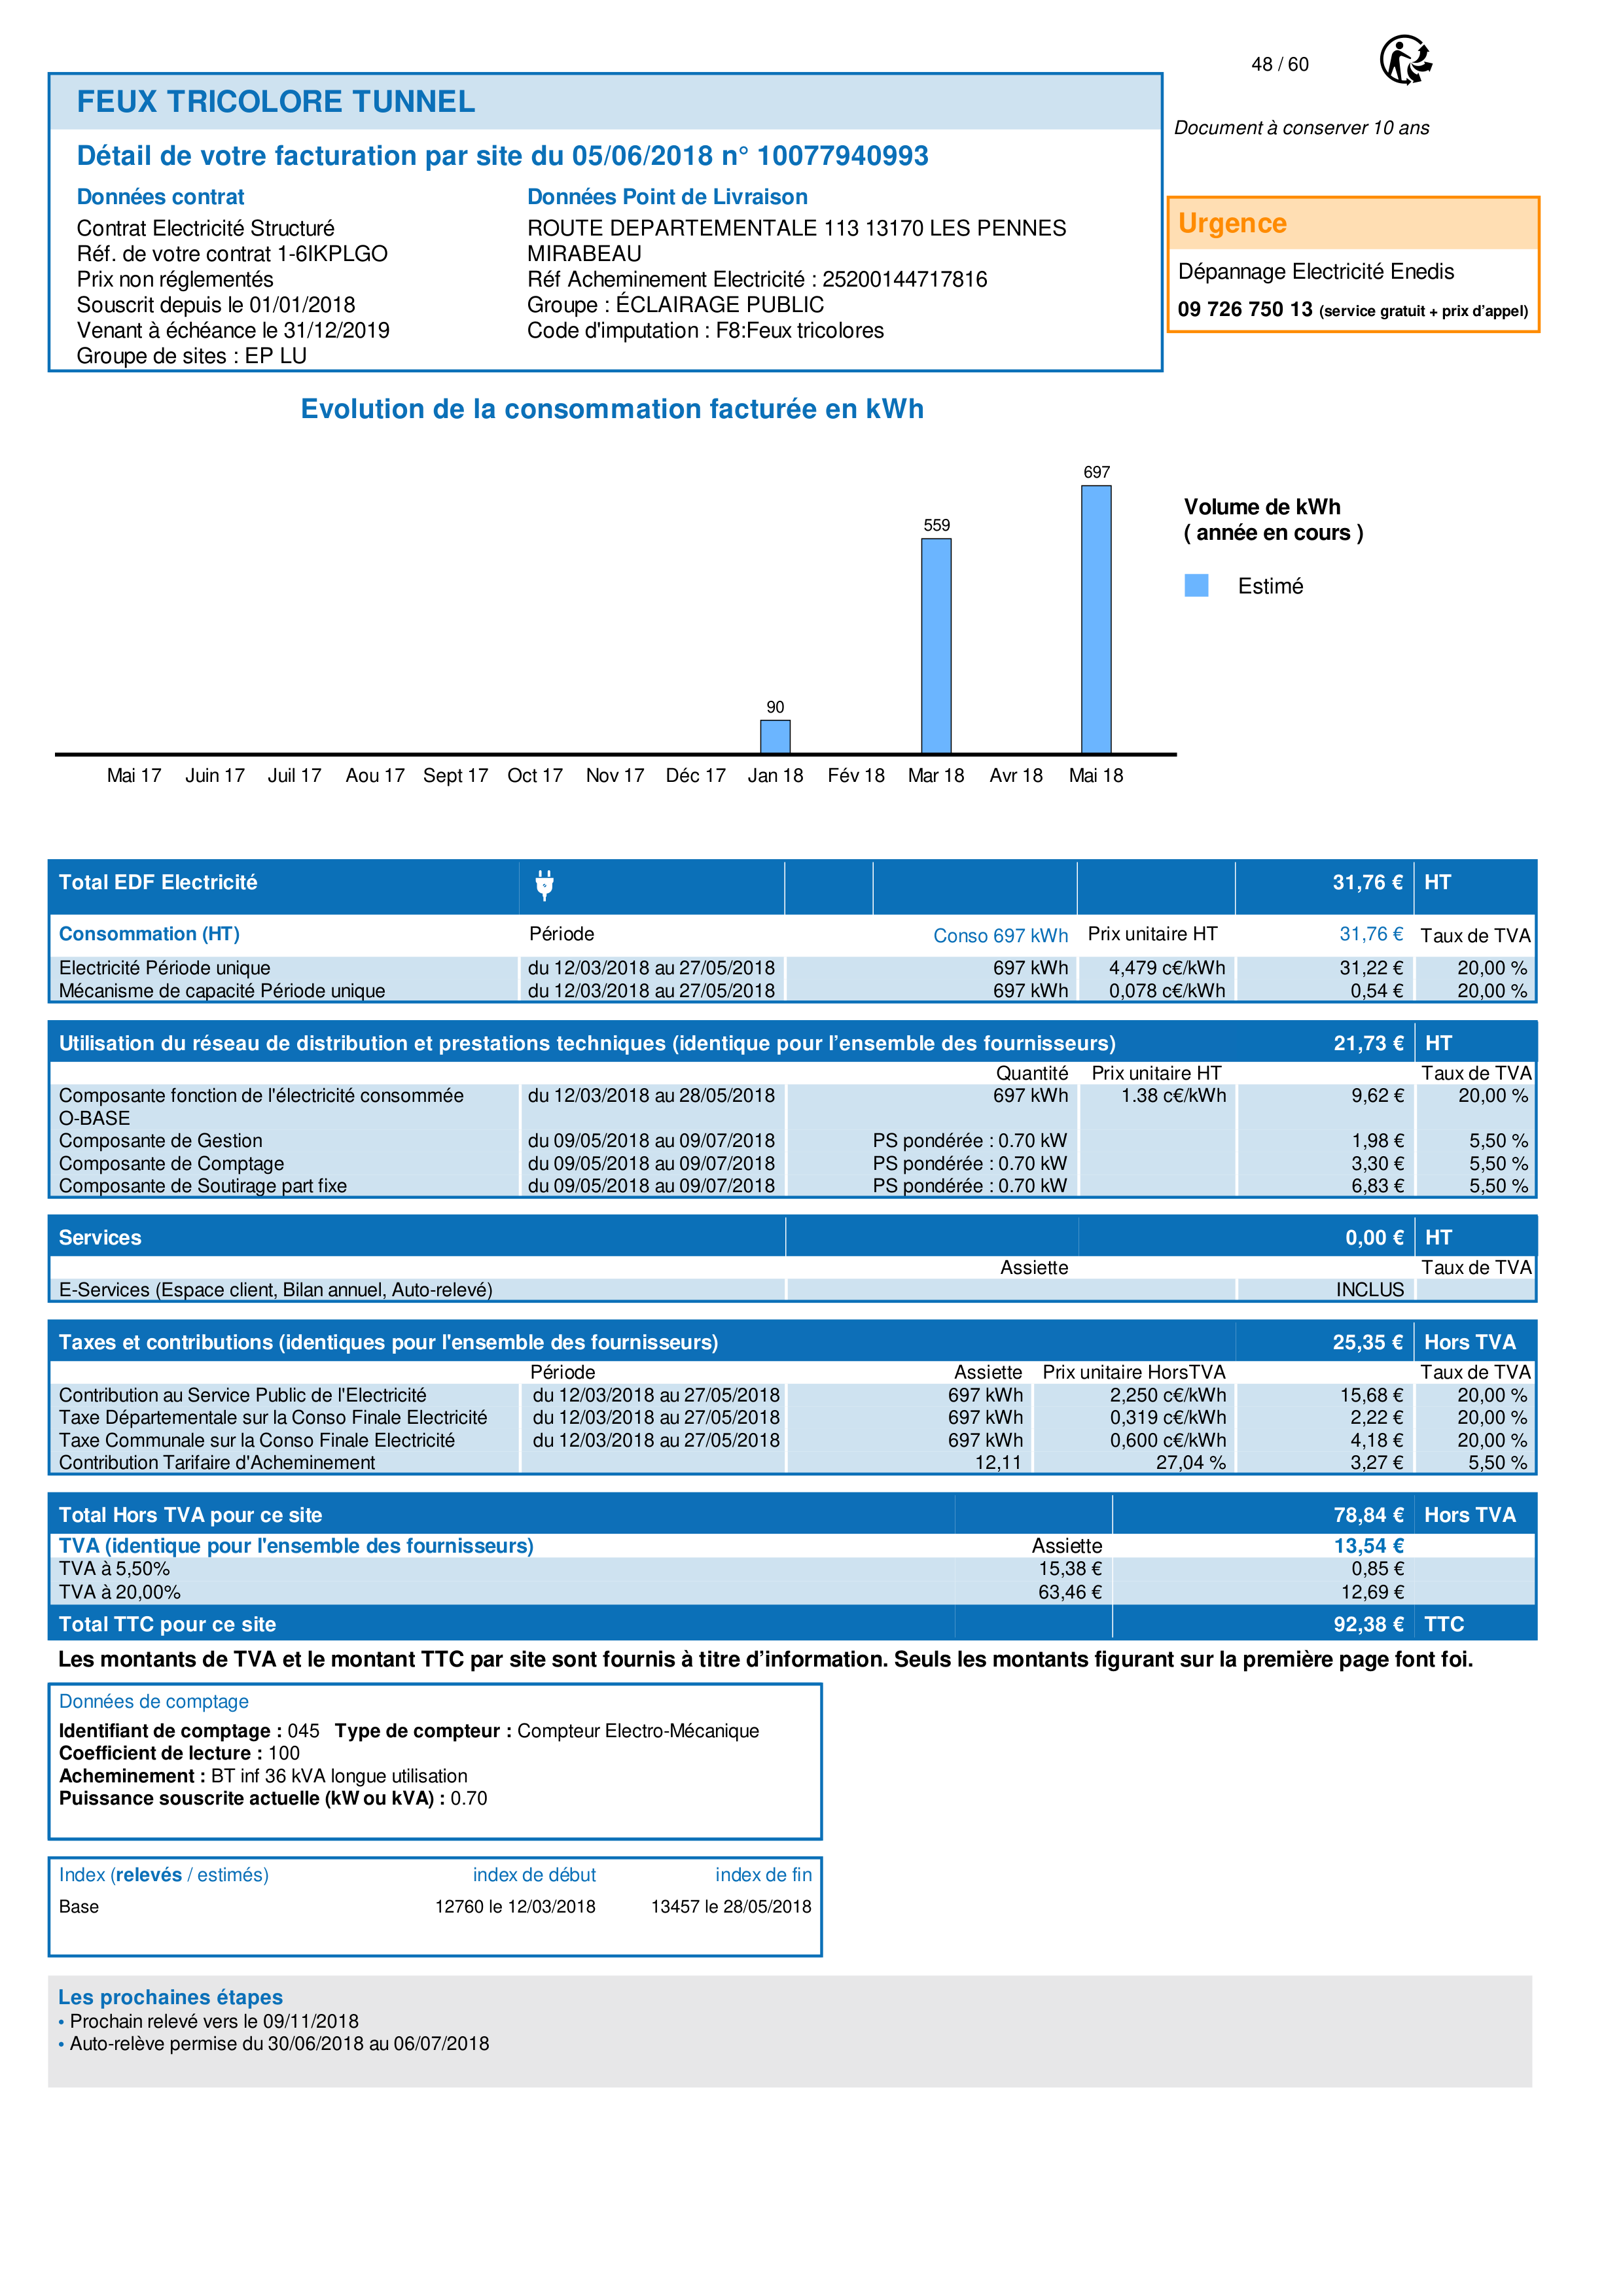 48 / 60
FEUX TRICOLORE TUNNEL
Document à conserver 10 ans
Détail de votre facturation par site du 05/06/2018 n° 10077940993
Données contrat
Contrat Electricité Structuré
Réf. de votre contrat 1-6IKPLGO
Prix non réglementés
Souscrit depuis le 01/01/2018
Venant à échéance le 31/12/2019
Groupe de sites : EP LU
Données Point de Livraison
ROUTE DEPARTEMENTALE 113 13170 LES PENNES
MIRABEAU
Réf Acheminement Electricité : 25200144717816
Groupe : ÉCLAIRAGE PUBLIC
Code d'imputation : F8:Feux tricolores
Urgence
Dépannage Electricité Enedis
09 726 750 13 (service gratuit + prix d'appel)
Evolution de la consommation facturée en kWh
697
559
90
Volume de kWh
( année en cours )
Estimé
Mai 17 Juin 17 Juil 17 Aou 17 Sept 17 Oct 17 Nov 17 Déc 17 Jan 18 Fév 18 Mar 18 Avr 18 Mai 18
Total EDF Electricité 31,76 € HT
Consommation (HT) Période Conso 697 kWh Prix unitaire HT 31,76 € Taux de TVA
Electricité Période unique du 12/03/2018 au 27/05/2018 697 kWh 4,479 c€/kWh 31,22 € 20,00 %
Mécanisme de capacité Période unique du 12/03/2018 au 27/05/2018 697 kWh 0,078 c€/kWh 0,54 € 20,00 %
Utilisation du réseau de distribution et prestations techniques (identique pour l'ensemble des fournisseurs) 21,73 € HT
Quantité Prix unitaire HT Taux de TVA
Composante fonction de l'électricité consommée du 12/03/2018 au 28/05/2018 697 kWh 1.38 c€/kWh 9,62 € 20,00 %
O-BASE
Composante de Gestion du 09/05/2018 au 09/07/2018 PS pondérée : 0.70 kW 1,98 € 5,50 %
Composante de Comptage du 09/05/2018 au 09/07/2018 PS pondérée : 0.70 kW 3,30 € 5,50 %
Composante de Soutirage part fixe du 09/05/2018 au 09/07/2018 PS pondérée : 0.70 kW 6,83 € 5,50 %
Services 0,00 € HT
Assiette Taux de TVA
E-Services (Espace client, Bilan annuel, Auto-relevé) INCLUS
Taxes et contributions (identiques pour l'ensemble des fournisseurs) 25,35 € Hors TVA
Période Assiette Prix unitaire HorsTVA Taux de TVA
Contribution au Service Public de l'Electricité du 12/03/2018 au 27/05/2018 697 kWh 2,250 c€/kWh 15,68 € 20,00 %
Taxe Départementale sur la Conso Finale Electricité du 12/03/2018 au 27/05/2018 697 kWh 0,319 c€/kWh 2,22 € 20,00 %
Taxe Communale sur la Conso Finale Electricité du 12/03/2018 au 27/05/2018 697 kWh 0,600 c€/kWh 4,18 € 20,00 %
Contribution Tarifaire d'Acheminement 12,11 27,04 % 3,27 € 5,50 %
Total Hors TVA pour ce site 78,84 € Hors TVA
TVA (identique pour l'ensemble des fournisseurs) Assiette 13,54 €
TVA à 5,50% 15,38 € 0,85 €
TVA à 20,00% 63,46 € 12,69 €
Total TTC pour ce site 92,38 € TTC
Les montants de TVA et le montant TTC par site sont fournis à titre d'information. Seuls les montants figurant sur la première page font foi.
Données de comptage
Identifiant de comptage : 045 Type de compteur : Compteur Electro-Mécanique
Coefficient de lecture : 100
Acheminement : BT inf 36 kVA longue utilisation
Puissance souscrite actuelle (kW ou kVA) : 0.70
Index (relevés / estimés) index de début index de fin
Base 12760 le 12/03/2018 13457 le 28/05/2018
Les prochaines étapes
• Prochain relevé vers le 09/11/2018
• Auto-relève permise du 30/06/2018 au 06/07/2018